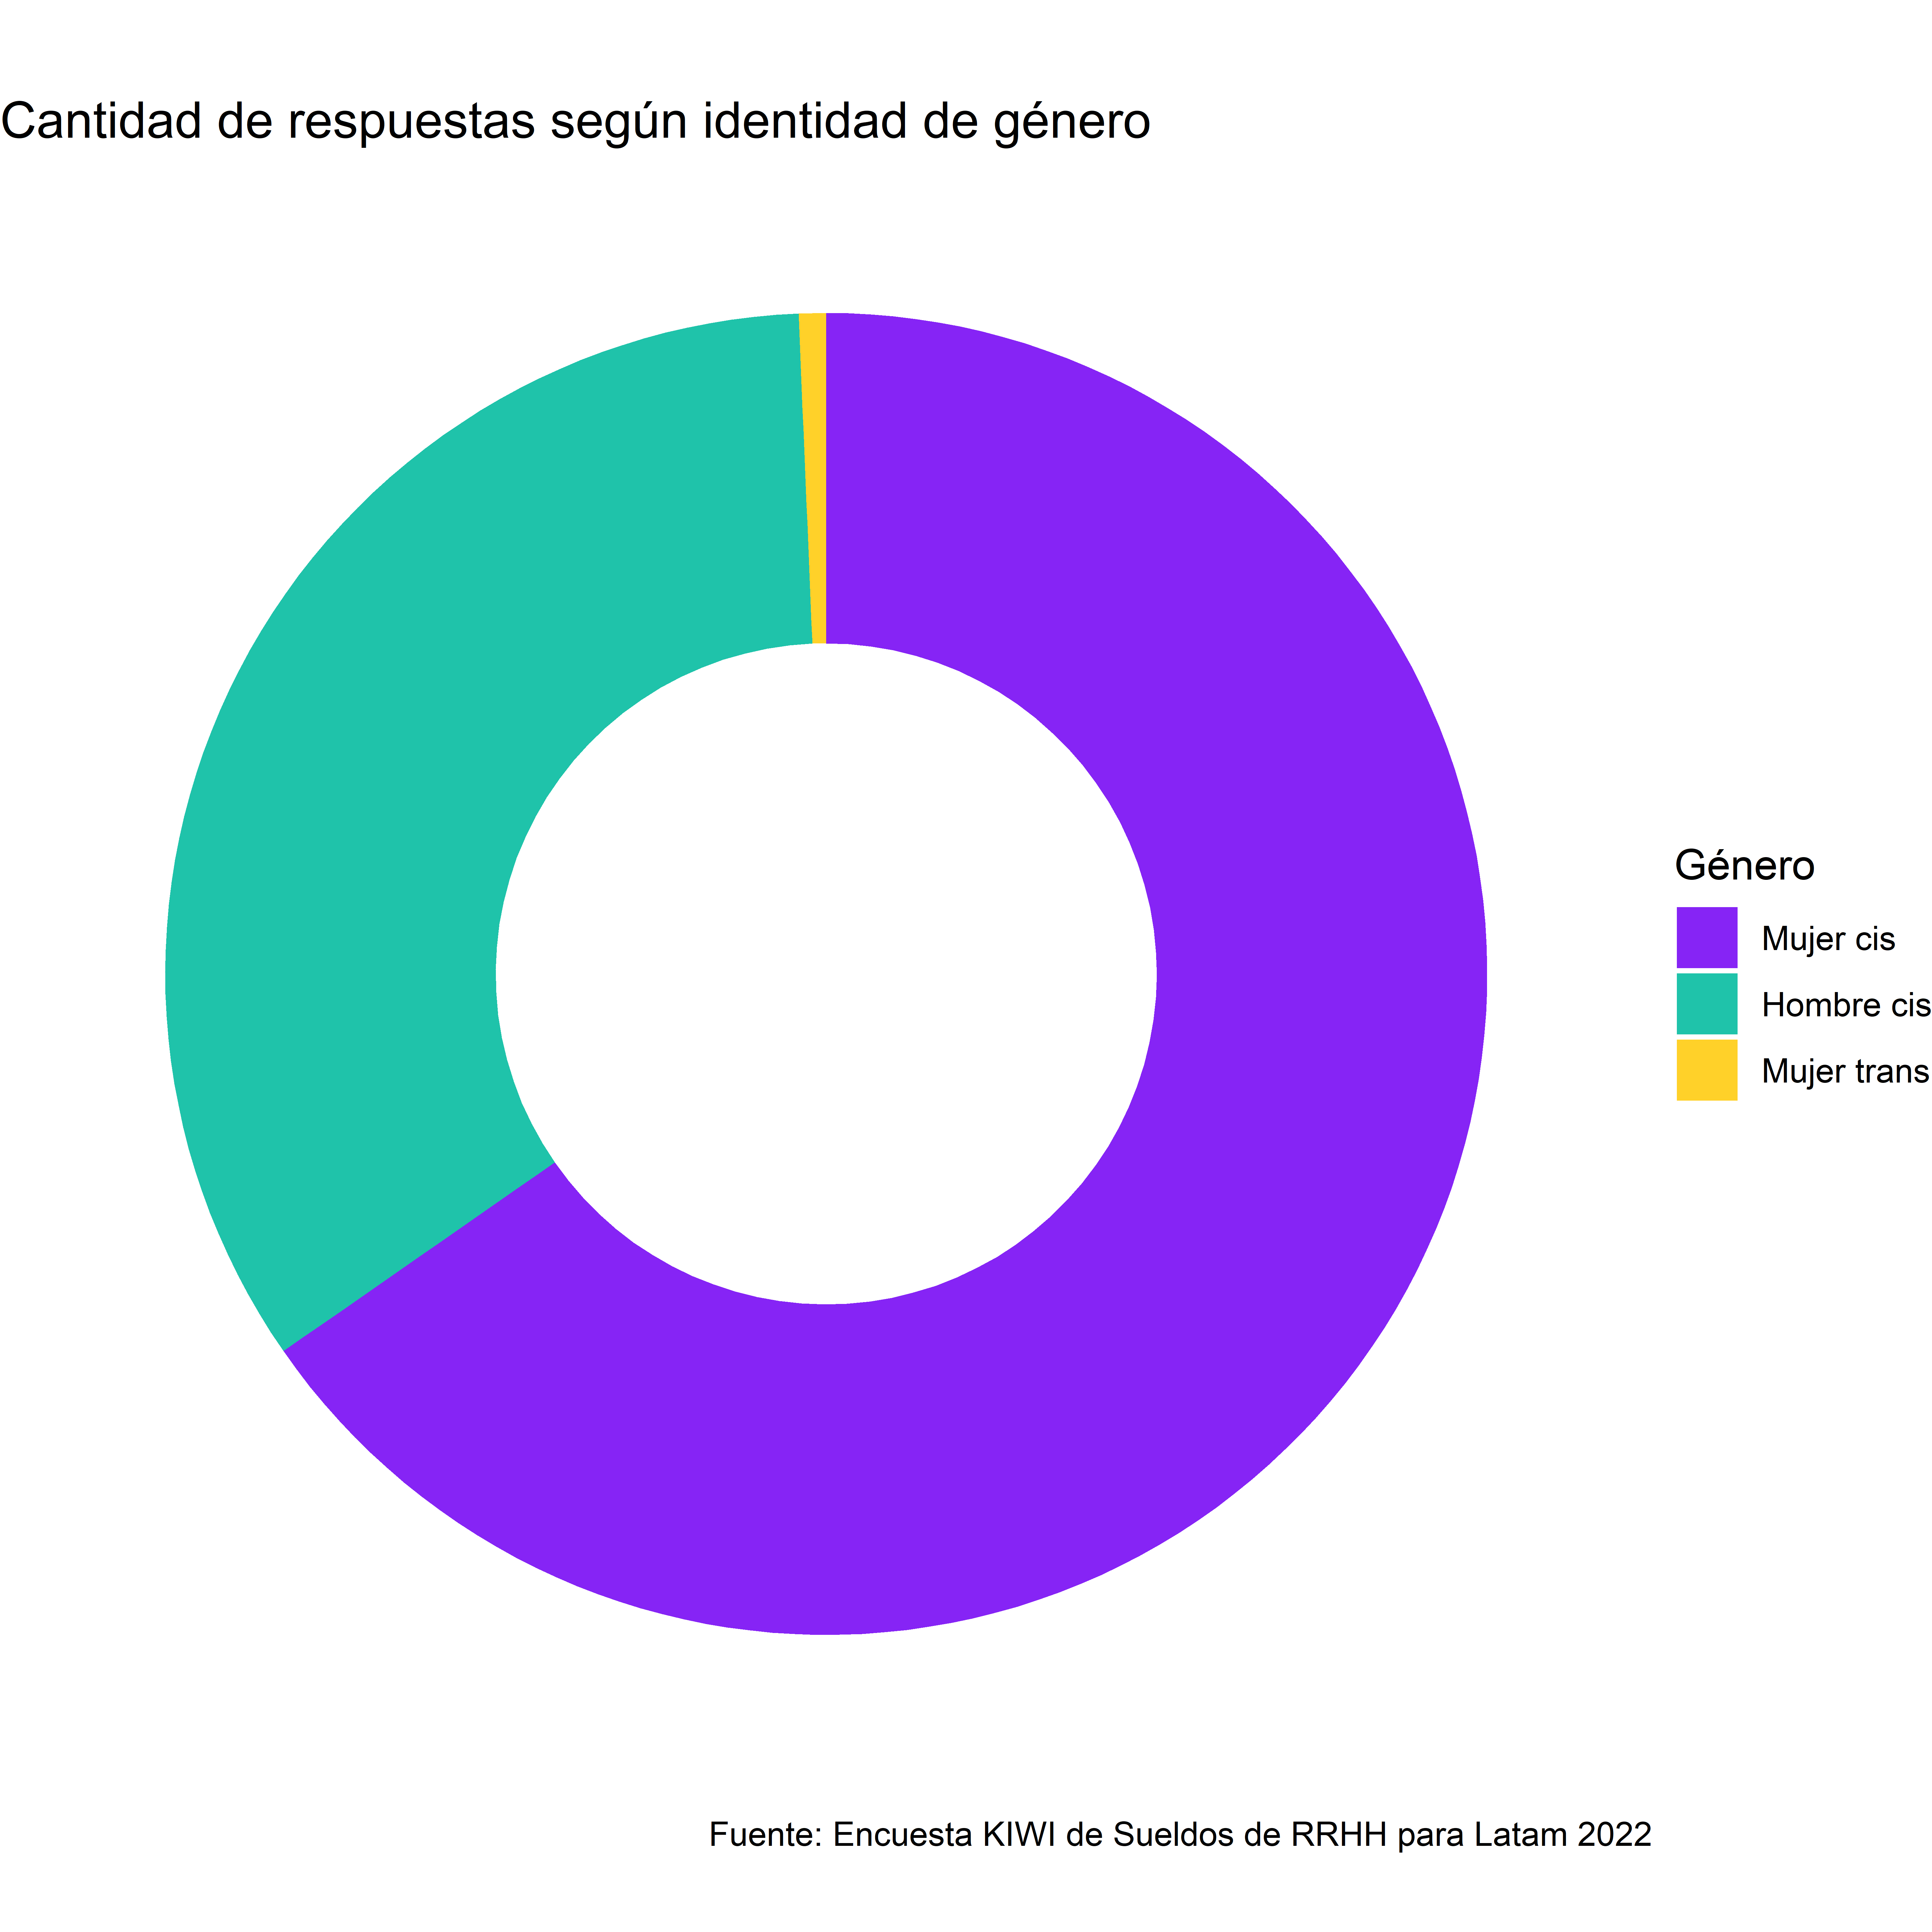 Cantidad de respuestas según identidad de género
Género
Mujer cis
Hombre cis
Mujer trans
Fuente: Encuesta KIWI de Sueldos de RRHH para Latam 2022